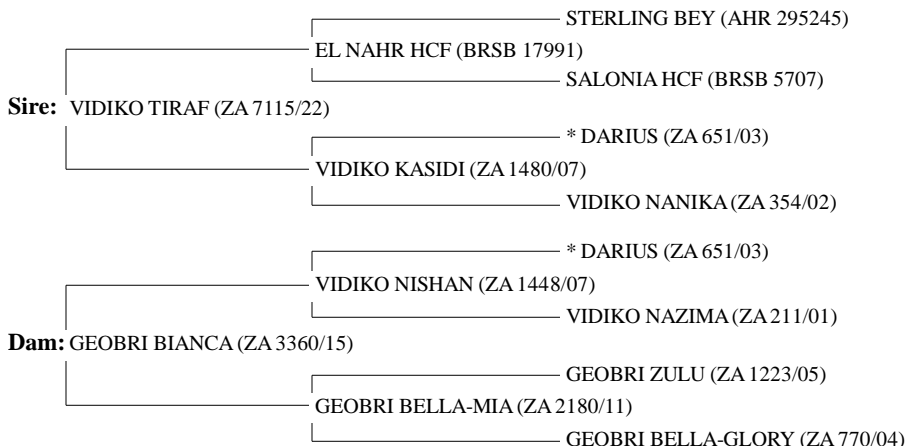 STERLING BEY (AHR 295245)
EL NAHR HCF (BRSB 17991)
SALONIA HCF (BRSB 5707)
Sire: VIDIKO TIRAF (ZA 7115/22)
* DARIUS (ZA 651/03)
VIDIKO KASIDI (ZA 1480/07)
VIDIKO NANIKA (ZA 354/02)
* DARIUS (ZA 651/03)
VIDIKO NISHAN (ZA 1448/07)
VIDIKO NAZIMA (ZA 211/01)
Dam: GEOBRI BIANCA (ZA 3360/15)
GEOBRI ZULU (ZA 1223/05)
GEOBRI BELLA-MIA (ZA 2180/11)
GEOBRI BELLA-GLORY (ZA 770/04)